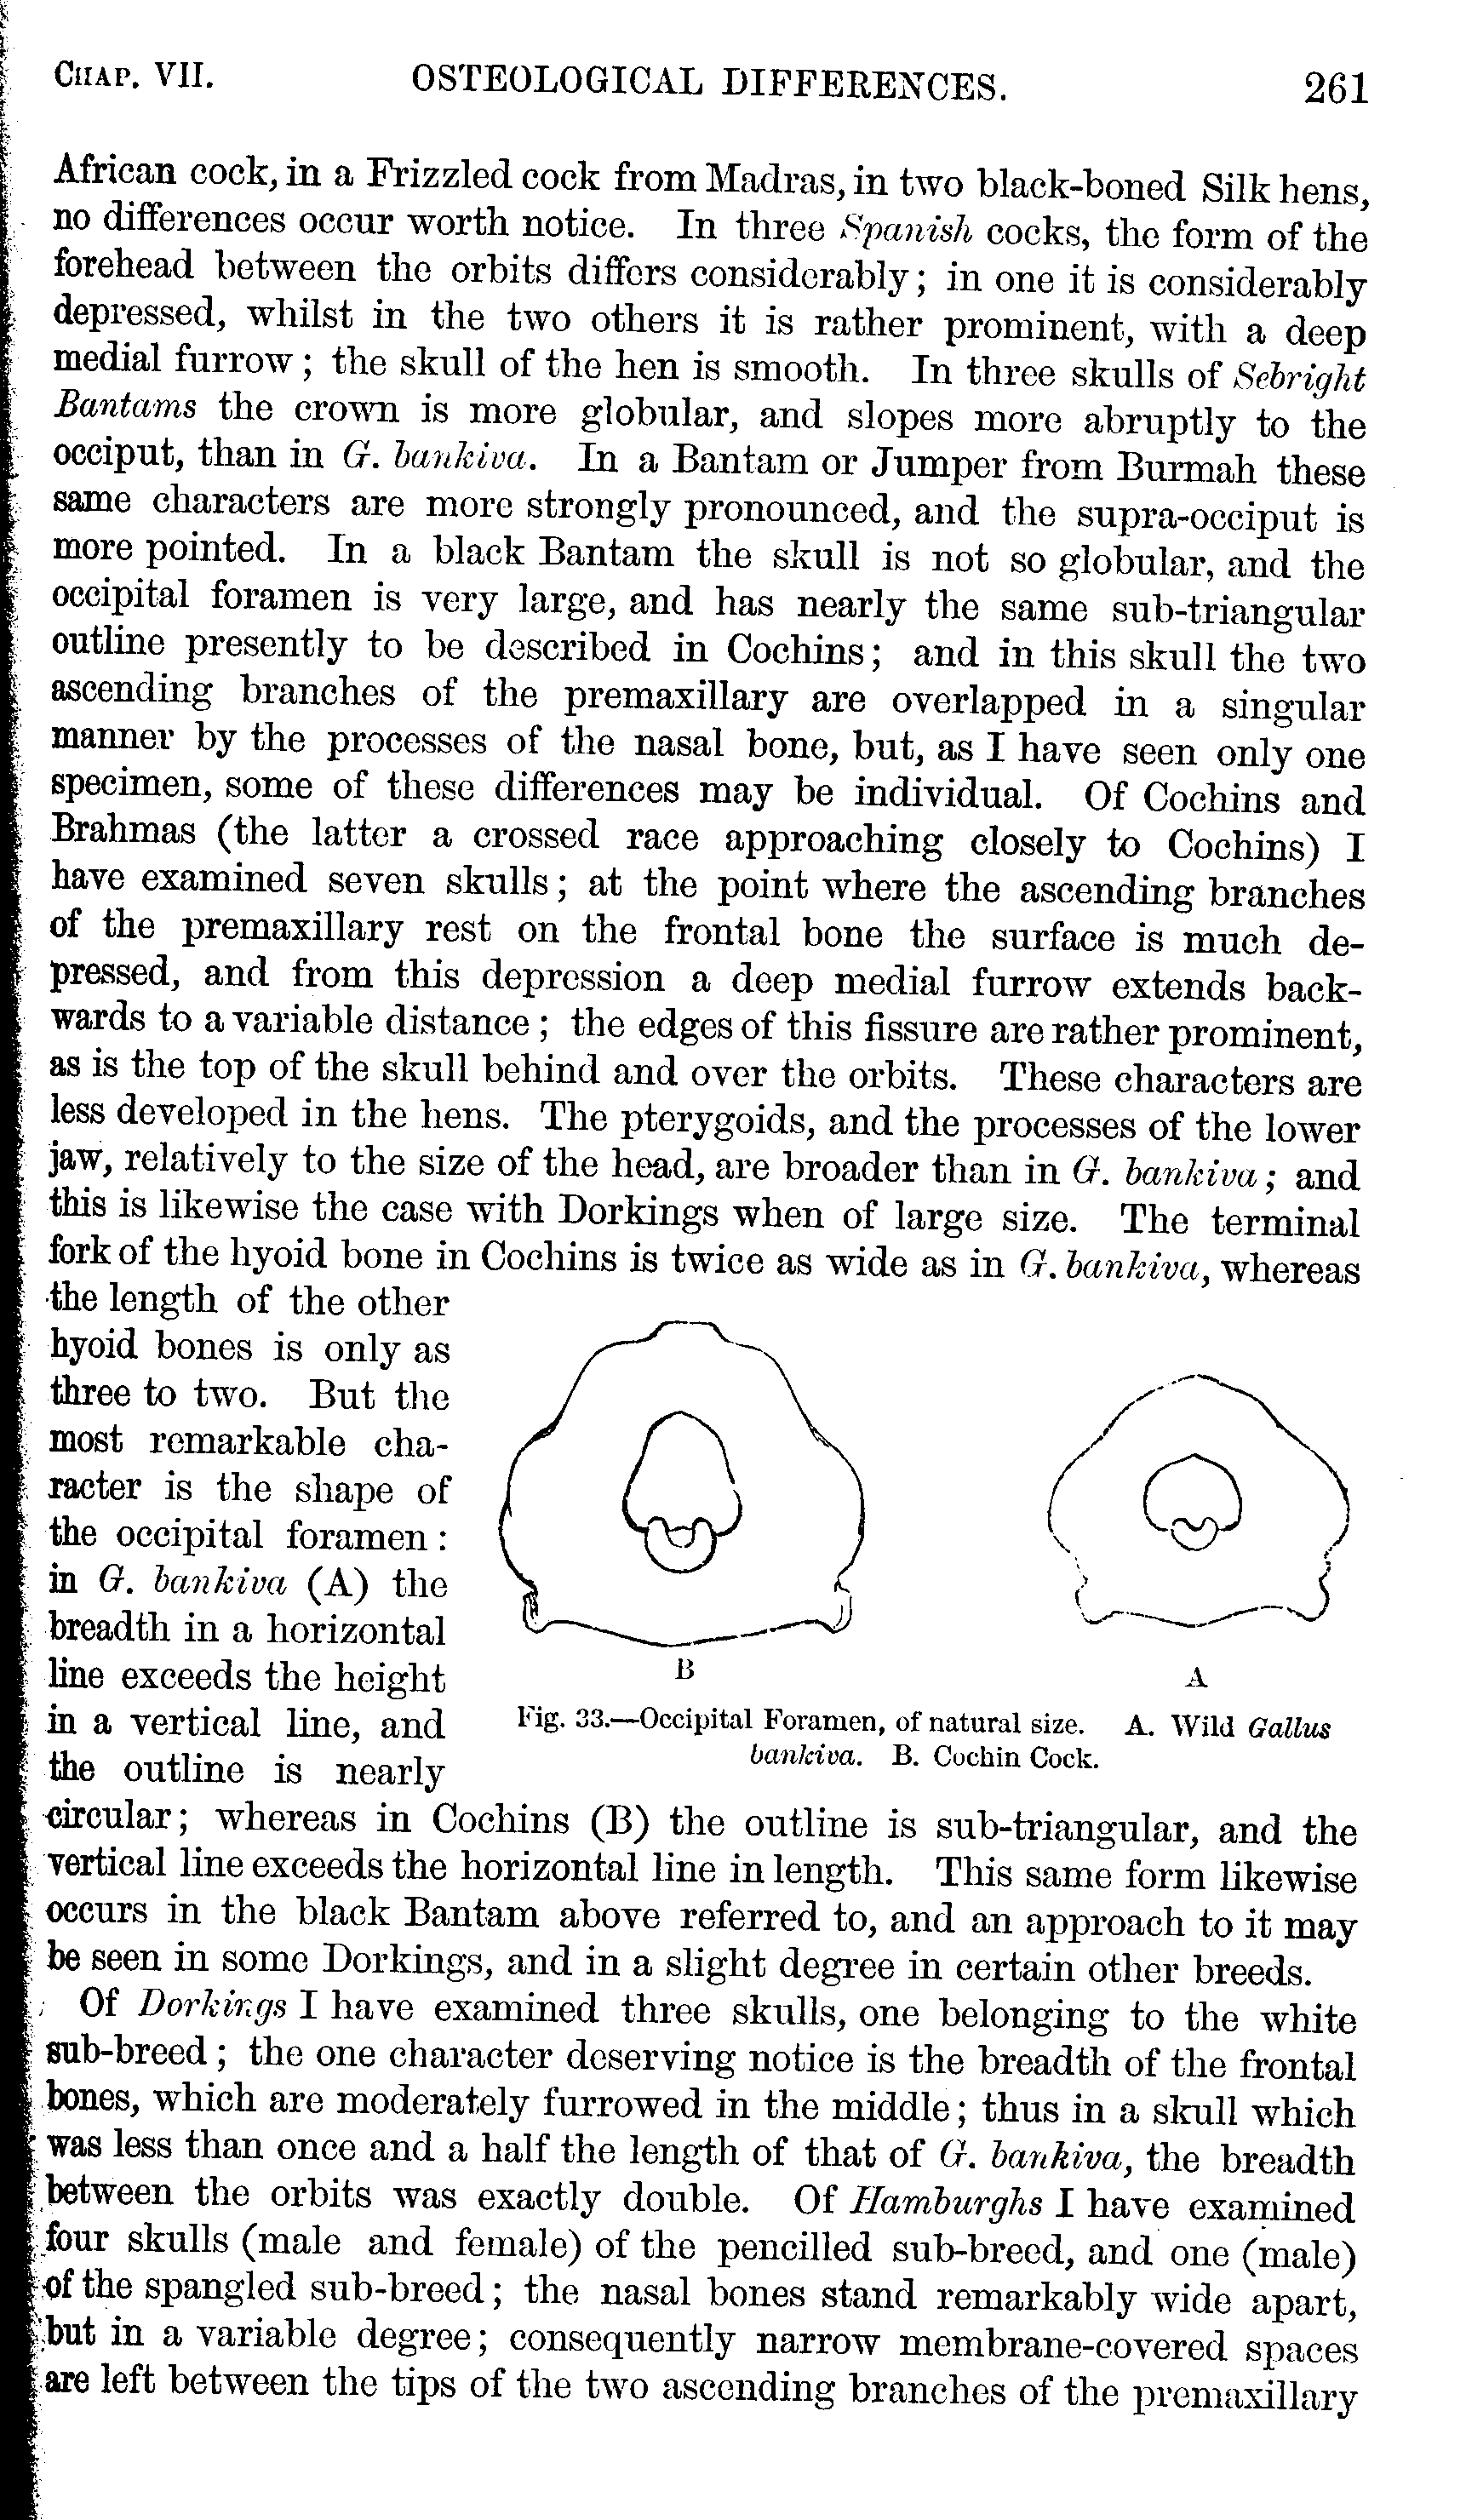 CHAP. VII. OSTEOLOGICAL DIFFERENCES. 261
African cock, in a Frizzled cock from Madras, in two black-boned Silk hens,
no differences occur worth notice. In three Spanish cocks, the form of the
forehead between the orbits differs considerably; in one it is considerably
depressed, whilst in the two others it is rather prominent, with a deep
medial furrow; the skull of the hen is smooth. In three skulls of Sebright
Bantams the crown is more globular, and slopes more abruptly to the
occiput, than in G. bankiva. In a Bantam or Jumper from Burmah these
same characters are more strongly pronounced, and the supra-occiput is
more pointed. In a black Bantam the skull is not so globular, and the
occipital foramen is very large, and has nearly the same sub-triangular
outline presently to be described in Cochins; and in this skull the two
ascending branches of the premaxillary are overlapped in a singular
manner by the processes of the nasal bone, but, as I have seen only one
specimen, some of these differences may be individual. Of Cochins and
Brahmas (the latter a crossed race approaching closely to Cochins) I
have examined seven skulls; at the point where the ascending branches
of the premaxillary rest on the frontal bone the surface is much de-
pressed, and from this depression a deep medial furrow extends back-
wards to a variable distance; the edges of this fissure are rather prominent,
as is the top of the skull behind and over the orbits. These characters are
less developed in the hens. The pterygoids, and the processes of the lower
jaw, relatively to the size of the head, are broader than in G. bankiva; and
this is likewise the case with Dorkings when of large size. The terminal
fork of the hyoid bone in Cochins is twice as wide as in G. bankiva, whereas
the length of the other
hyoid bones is only as
three to two. But the
most remarkable cha-
racter is the shape of
the occipital foramen:
in G. bankiva (A) the
breadth in a horizontal
line exceeds the height
in a vertical line, and
the outline is nearly
B A
Fig. 33.—Occipital Foramen, of natural size. A. Wild Gallus
bankiva. B. Cochin Cock.
circular; whereas in Cochins (B) the outline is sub-triangular, and the
vertical line exceeds the horizontal line in length. This same form likewise
occurs in the black Bantam above referred to, and an approach to it may
be seen in some Dorkings, and in a slight degree in certain other breeds.
Of Dorkings I have examined three skulls, one belonging to the white
sub-breed; the one character deserving notice is the breadth of the frontal
bones, which are moderately furrowed in the middle; thus in a skull which
was less than once and a half the length of that of G. bankiva, the breadth
between the orbits was exactly double. Of Hamburghs I have examined
four skulls (male and female) of the pencilled sub-breed, and one (male)
of the spangled sub-breed; the nasal bones stand remarkably wide apart,
but in a variable degree; consequently narrow membrane-covered spaces
are left between the tips of the two ascending branches of the premaxillary